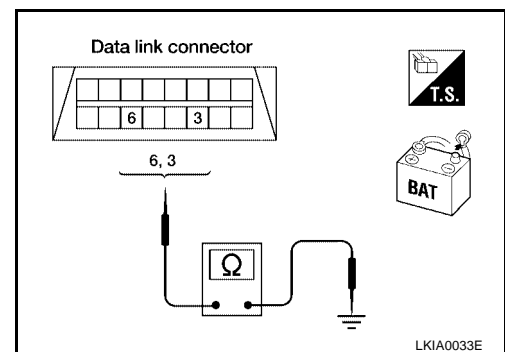 Data link connector
T.S.
6 3
6, 3
BAT
Ω
LKIA0033E